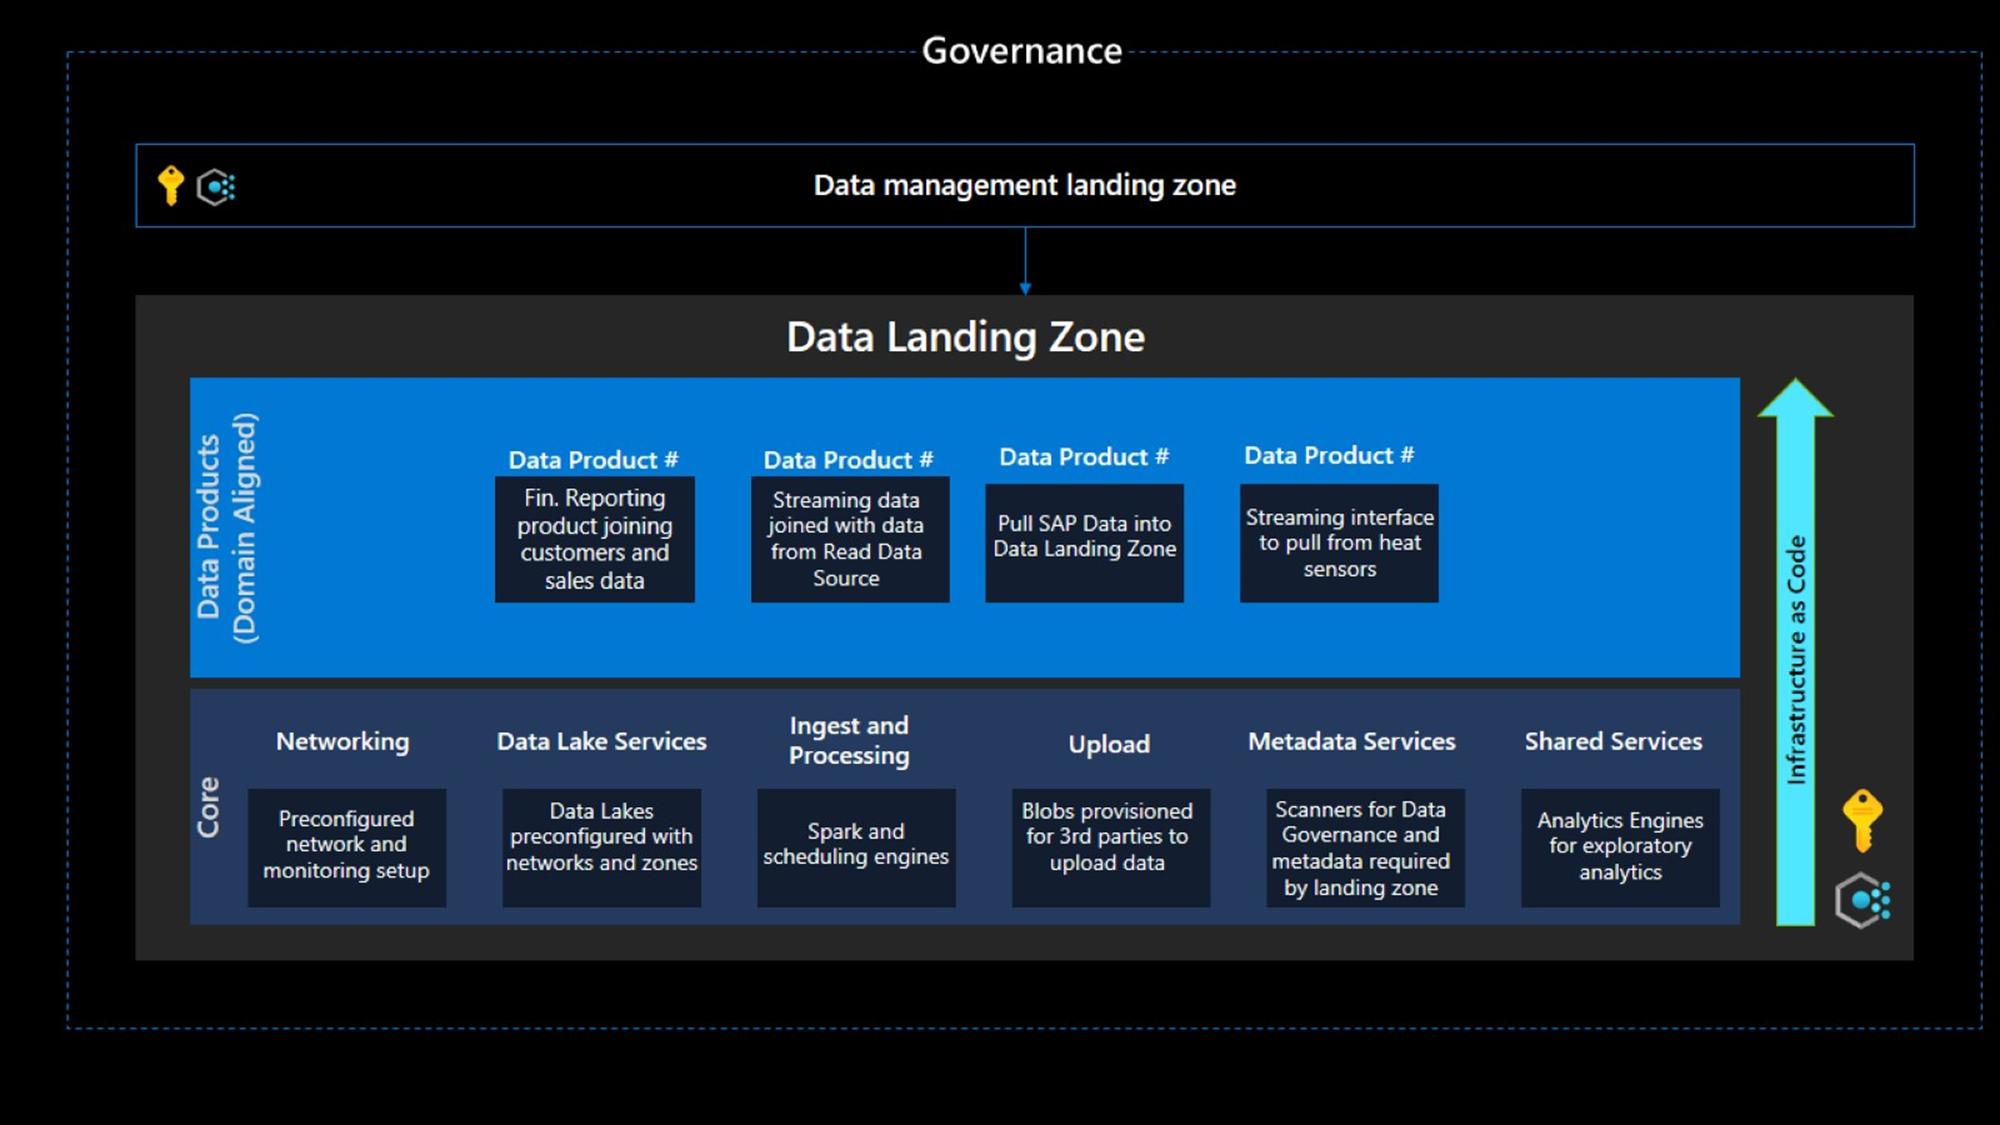 Governance
Data management landing zone
Data Landing Zone
Data Products
(Domain Aligned)
Data Product #
Fin. Reporting
product joining
customers and
sales data
Data Product #
Streaming data
joined with data
from Read Data
Source
Data Product #
Pull SAP Data into
Data Landing Zone
Data Product #
Streaming interface
to pull from heat
sensors
Infrastructure as Code
Core
Networking
Preconfigured
network and
monitoring setup
Data Lake Services
Data Lakes
preconfigured with
networks and zones
Ingest and
Processing
Spark and
scheduling engines
Upload
Blobs provisioned
for 3rd parties to
upload data
Metadata Services
Scanners for Data
Governance and
metadata required
by landing zone
Shared Services
Analytics Engines
for exploratory
analytics